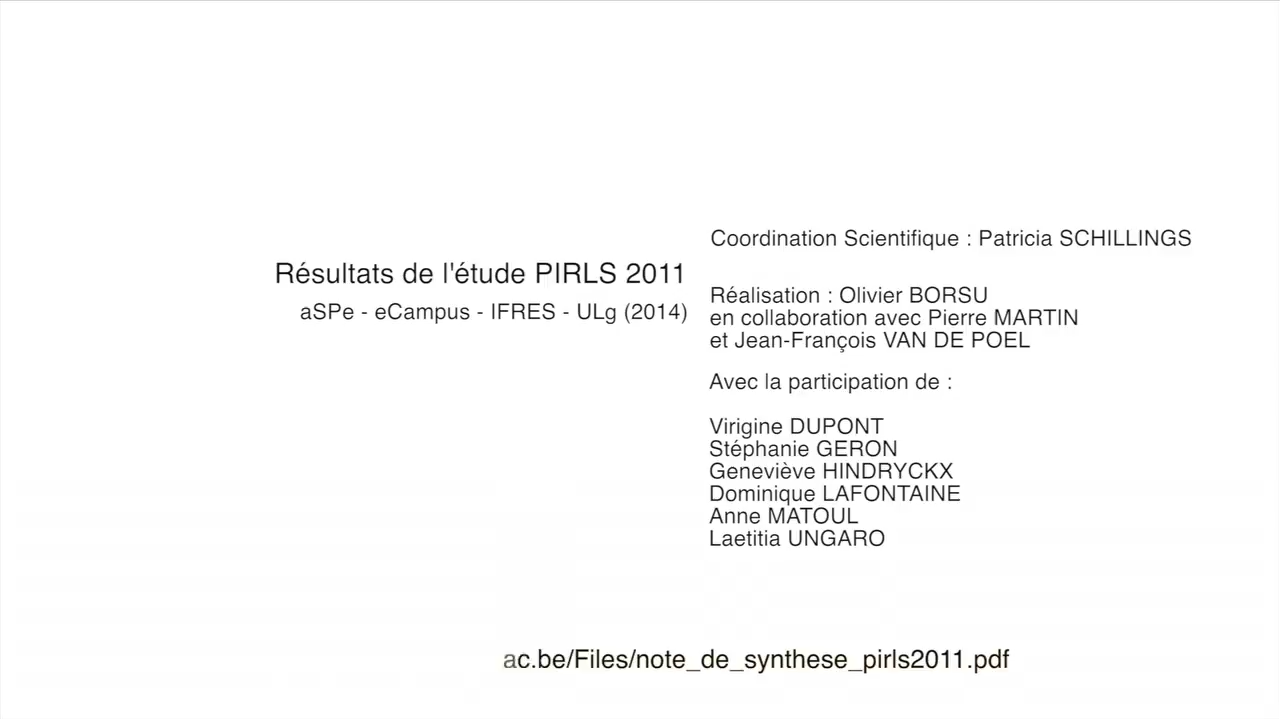 Résultats de l'étude PIRLS 2011
aSPe - eCampus - IFRES - ULg (2014)
Coordination Scientifique : Patricia SCHILLINGS
Réalisation : Olivier BORSU
en collaboration avec Pierre MARTIN
et Jean-François VAN DE POEL
Avec la participation de :
Virigine DUPONT
Stéphanie GERON
Geneviève HINDRYCKX
Dominique LAFONTAINE
Anne MATOUL
Laetitia UNGARO
ac.be/Files/note_de_synthese_pirls2011.pdf